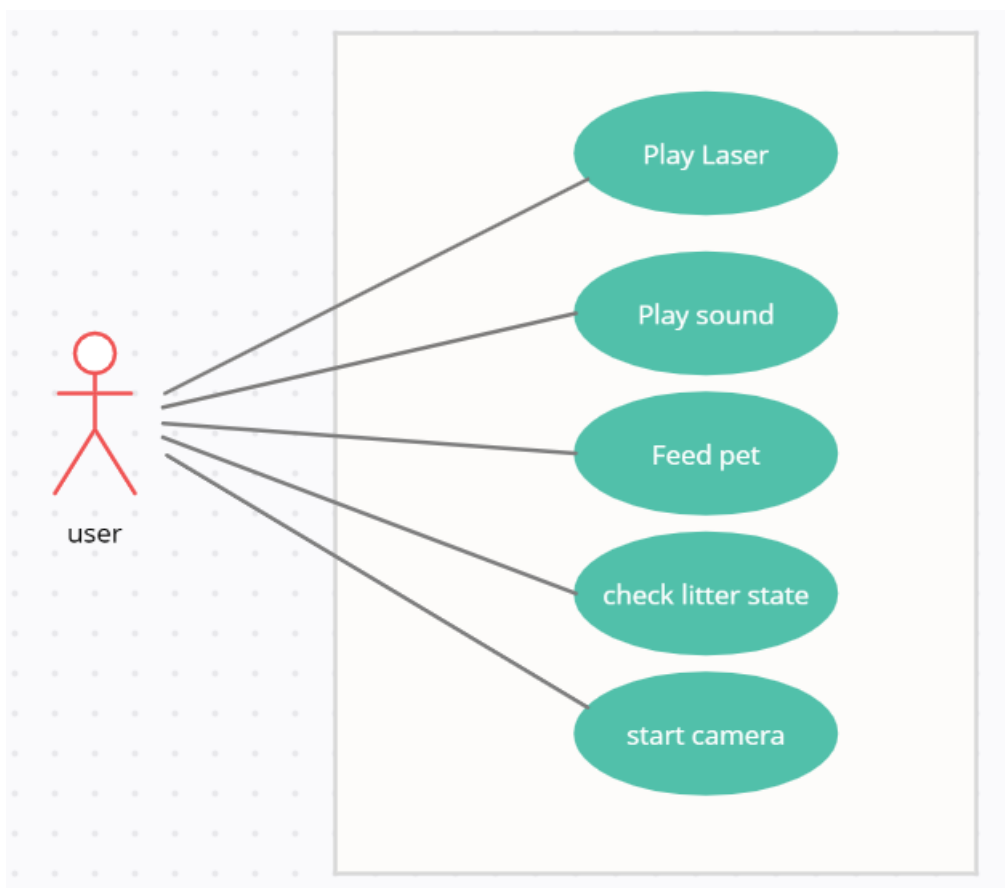 Play Laser
Play sound
Feed pet
check litter state
start camera
user